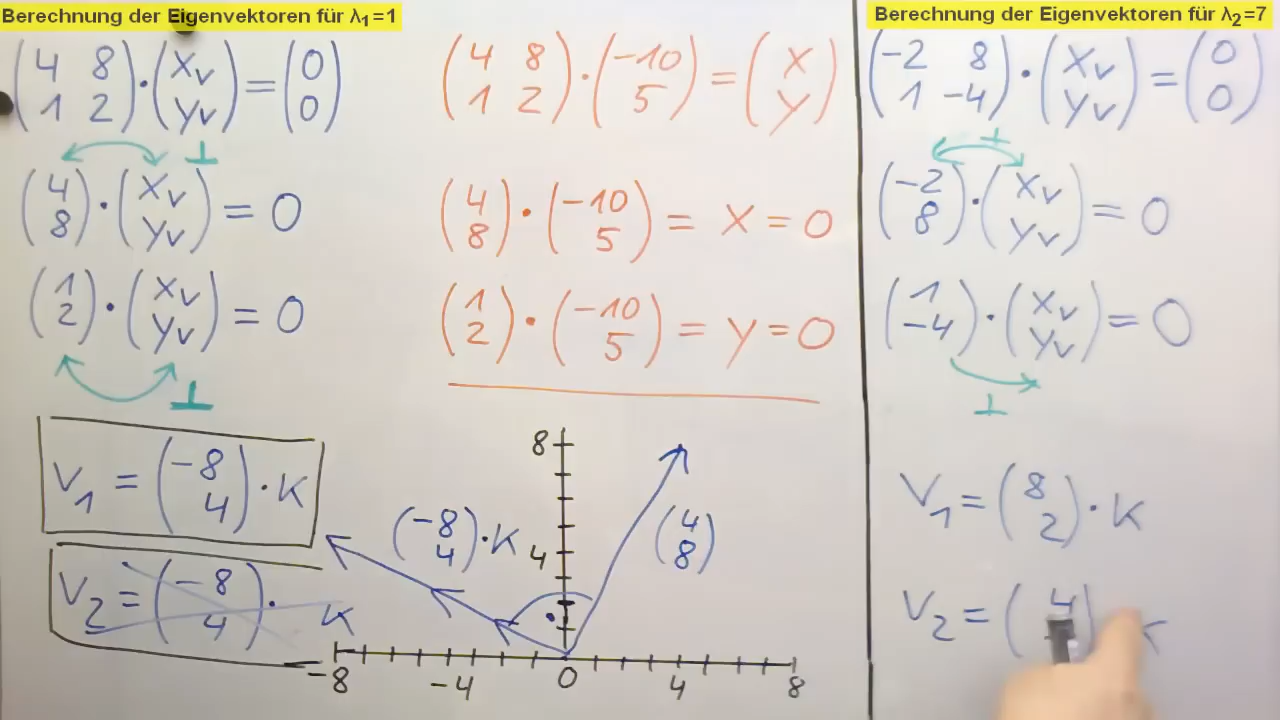 Berechnung der Eigenvektoren für λ₁=1
(4 8 / 1 2) · (xᵥ / yᵥ) = (0 / 0)
(4 / 8) · (xᵥ / yᵥ) = 0
⊥
(1 / 2) · (xᵥ / yᵥ) = 0
⊥
V₁ = (-8 / 4) · K
V₂ = (-8 / 4) · K
(4 8 / 1 2) · (-10 / 5) = (x / y)
(4 / 8) · (-10 / 5) = x = 0
(1 / 2) · (-10 / 5) = y = 0
8
(-8 / 4) · K
4
(4 / 8)
-8 -4 0 4 8
Berechnung der Eigenvektoren für λ₂=7
(-2 8 / 1 -4) · (xᵥ / yᵥ) = (0 / 0)
⊥
(-2 / 8) · (xᵥ / yᵥ) = 0
(1 / -4) · (xᵥ / yᵥ) = 0
⊥
V₁ = (8 / 2) · K
V₂ = (4